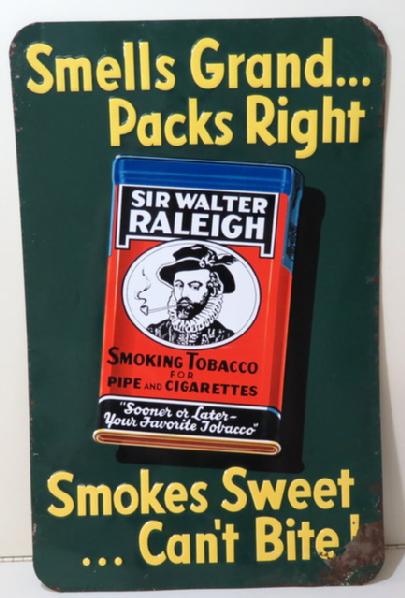 Smells Grand...
Packs Right
SIR WALTER
RALEIGH
SMOKING TOBACCO
FOR
PIPE AND CIGARETTES
"Sooner or Later-
Your Favorite Tobacco"
Smokes Sweet
... Can't Bite!